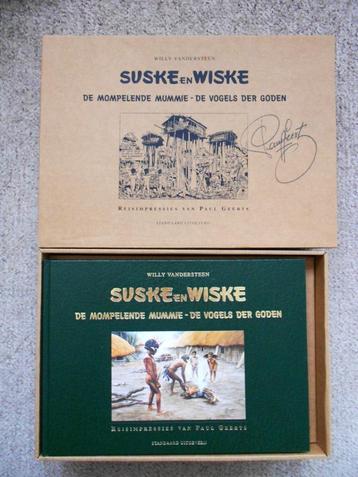 WILLY VANDERSTEEN
SUSKE EN WISKE
DE MOMPELENDE MUMMIE - DE VOGELS DER GODEN
REISIMPRESSIES VAN PAUL GEERTS
STANDAARD UITGEVERIJ
WILLY VANDERSTEEN
SUSKE EN WISKE
DE MOMPELENDE MUMMIE - DE VOGELS DER GODEN
REISIMPRESSIES VAN PAUL GEERTS
STANDAARD UITGEVERIJ